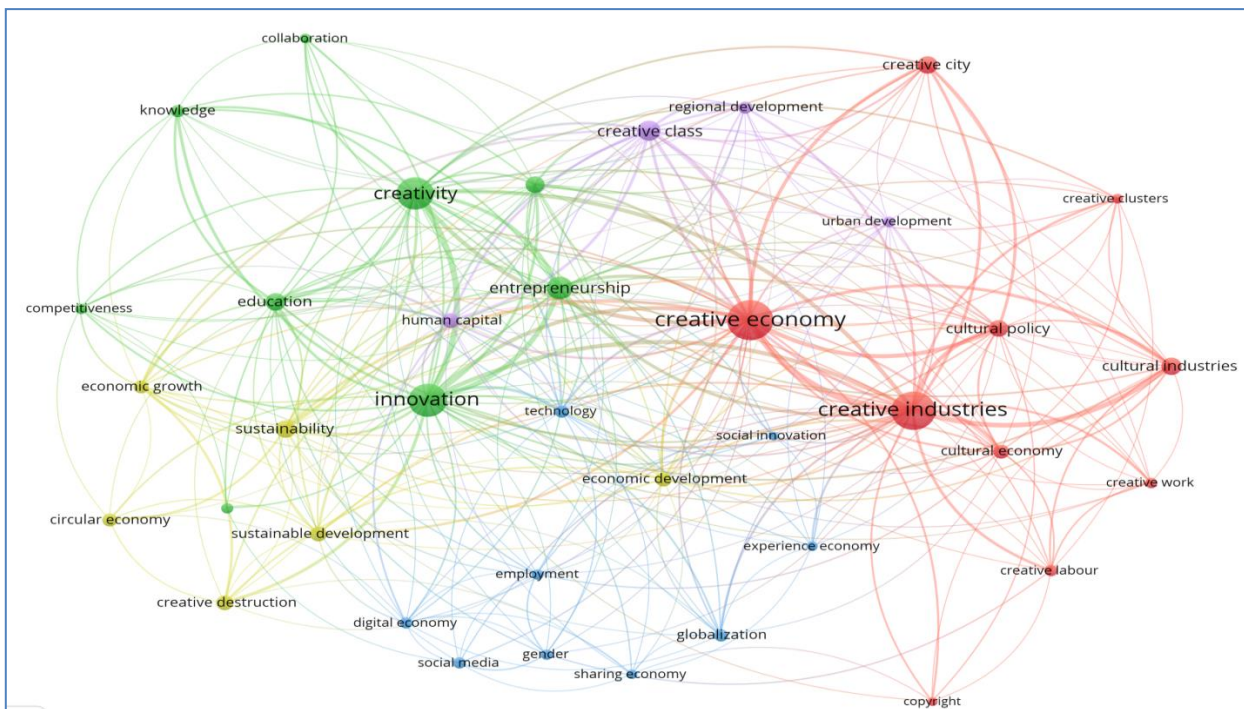 collaboration
creative city
knowledge
regional development
creative class
creativity
creative clusters
urban development
education
entrepreneurship
competitiveness
human capital
creative economy
cultural policy
cultural industries
economic growth
innovation
technology
creative industries
sustainability
social innovation
cultural economy
economic development
creative work
circular economy
sustainable development
experience economy
employment
creative labour
creative destruction
digital economy
globalization
social media
gender
sharing economy
copyright